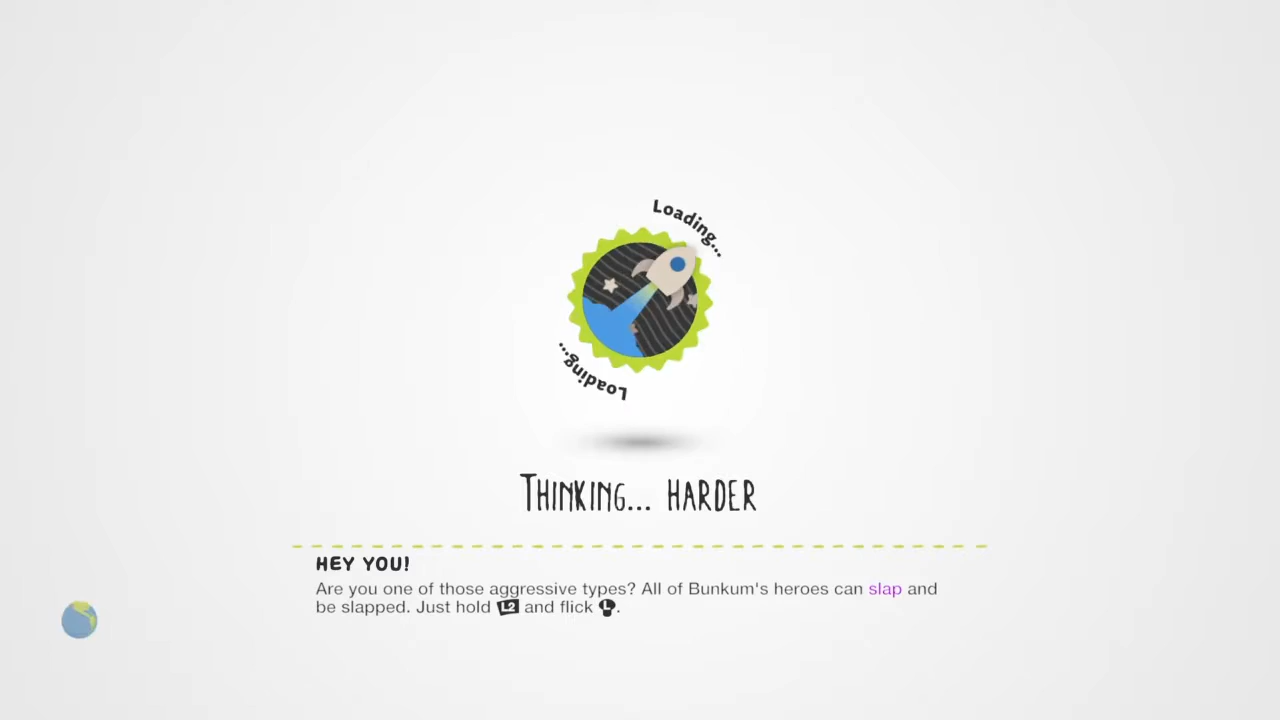 Loading...
Loading...
THINKING... HARDER
HEY YOU!
Are you one of those aggressive types? All of Bunkum's heroes can slap and
be slapped. Just hold L2 and flick L.